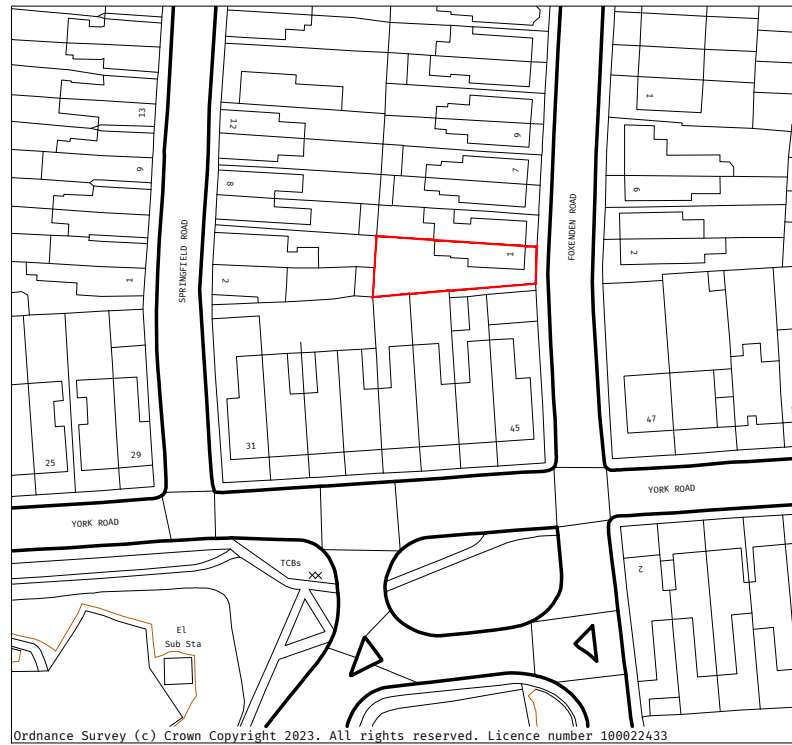 13
12
1
6
9
7
9
8
6
SPRINGFIELD ROAD
FOXENDEN ROAD
1
2
1
2
31
45
47
25
29
YORK ROAD
YORK ROAD
TCBs
2
El
Sub Sta
Ordnance Survey (c) Crown Copyright 2023. All rights reserved. Licence number 100022433